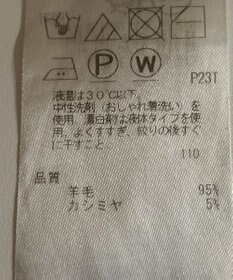 P
W
P23T
液温は30℃以下。
中性洗剤(おしゃれ着洗い)を
使用。漂白剤は液体タイプを使
用。よくすすぎ、絞りの後すぐ
に干すこと。
110
品質
羊毛 95%
カシミヤ 5%